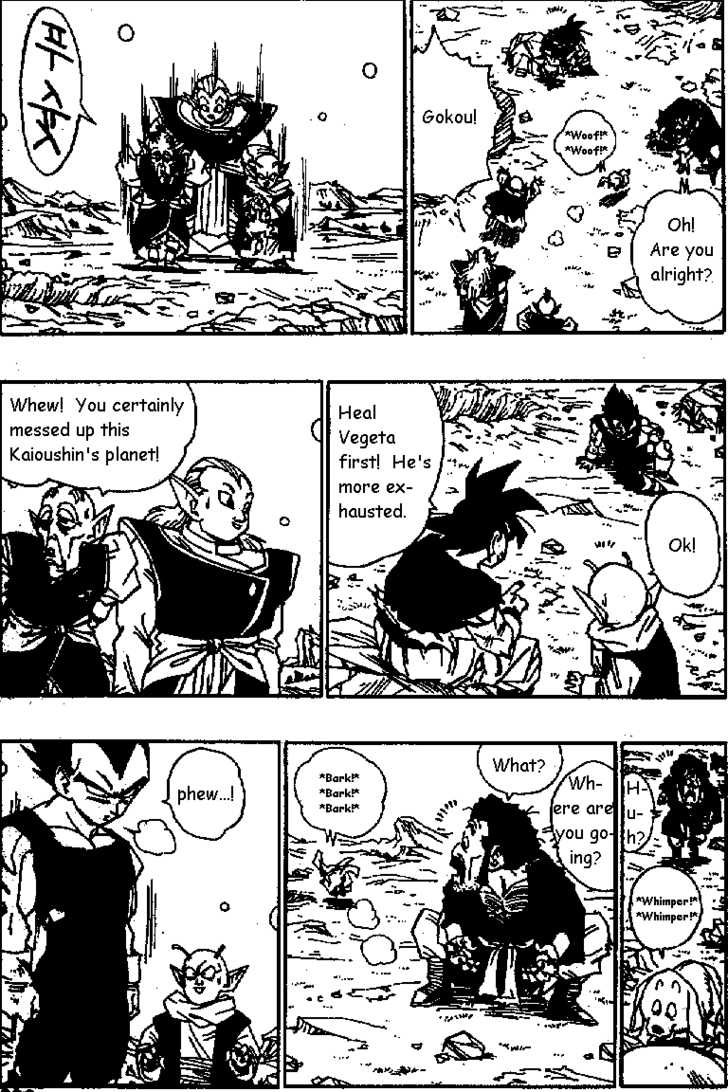 Gokou!
*Woof!*
*Woof!*
Oh!
Are you
alright?
Whew! You certainly
messed up this
Kaioushin's planet!
Heal
Vegeta
first! He's
more ex-
hausted.
Ok!
phew...!
*Bark!*
*Bark!*
*Bark!*
What?
Wh-
ere are
you go-
ing?
H-
u-
h?
*Whimper!*
*Whimper!*